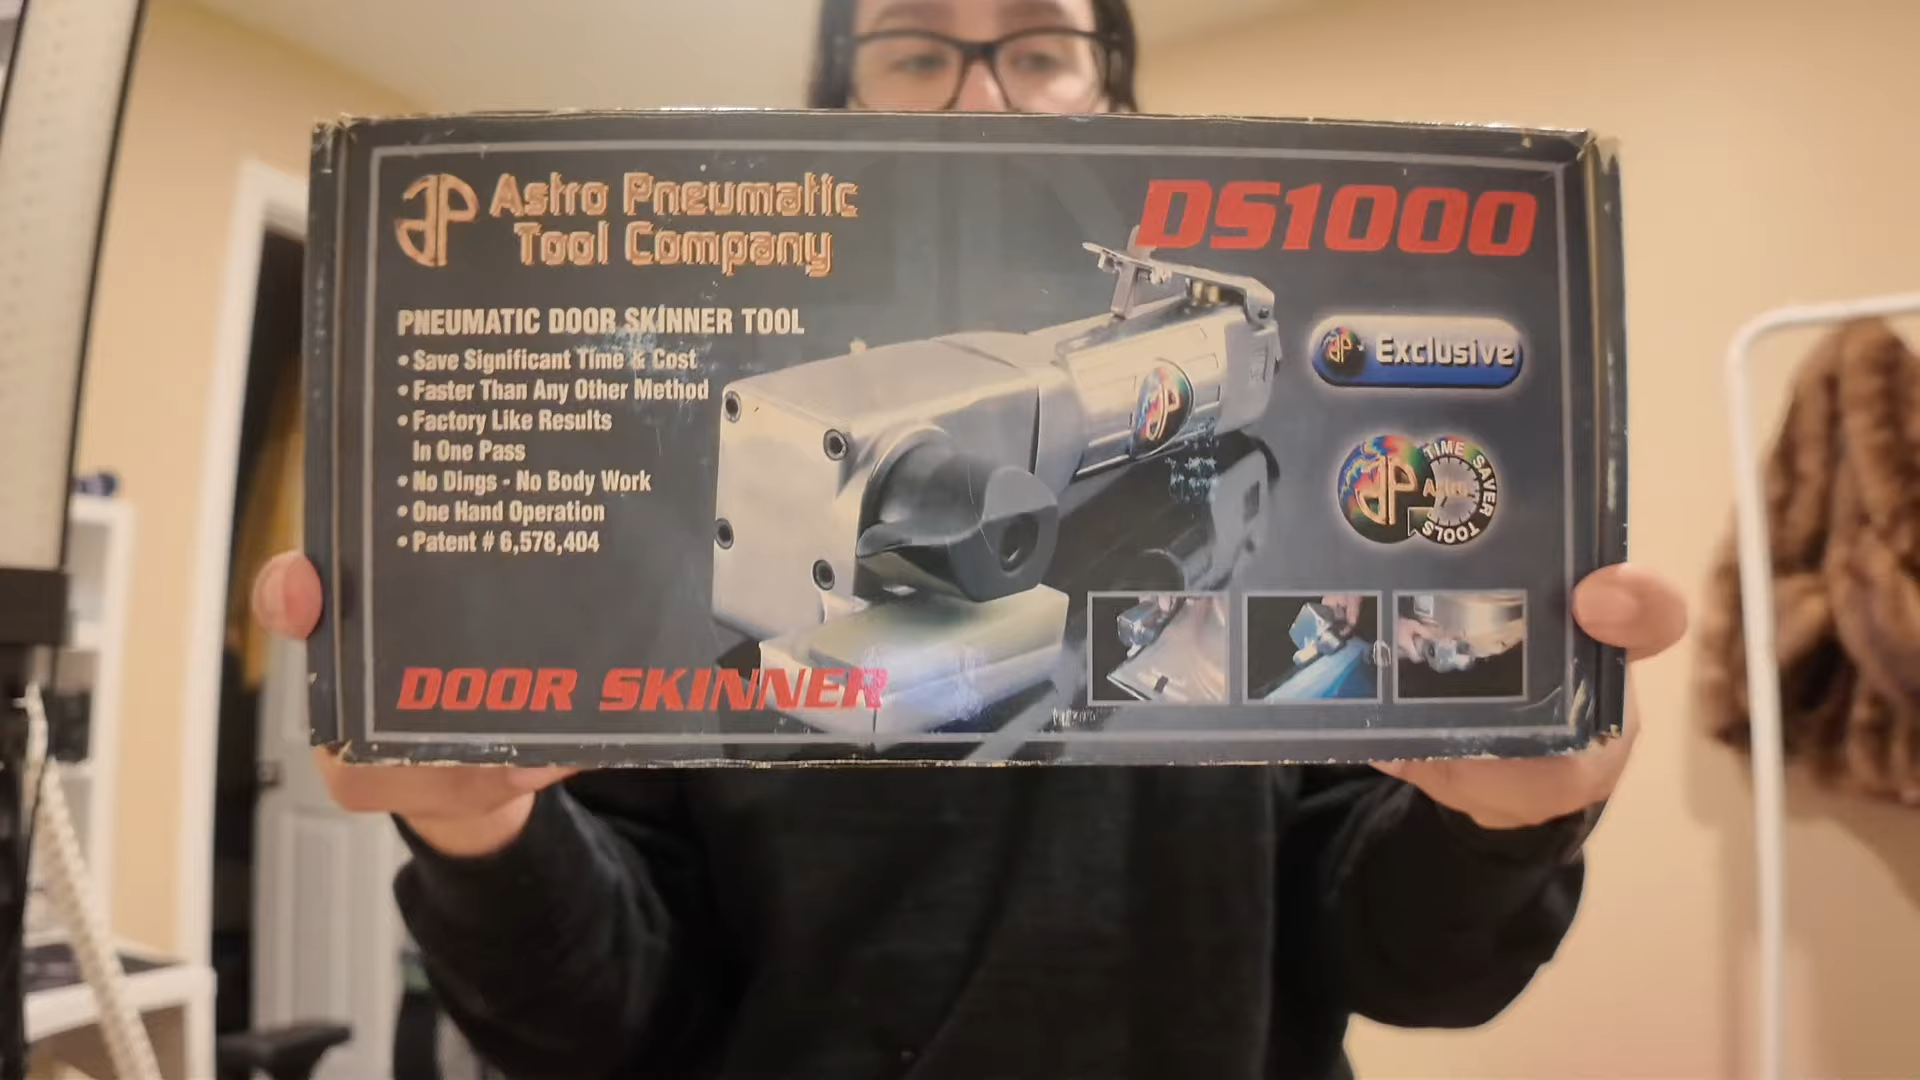 Astro Pneumatic
Tool Company
DS1000
PNEUMATIC DOOR SKINNER TOOL
• Save Significant Time & Cost
• Faster Than Any Other Method
• Factory Like Results
In One Pass
• No Dings - No Body Work
• One Hand Operation
• Patent # 6,578,404
Exclusive
TIME SAVER TOOLS
Astro
DOOR SKINNER